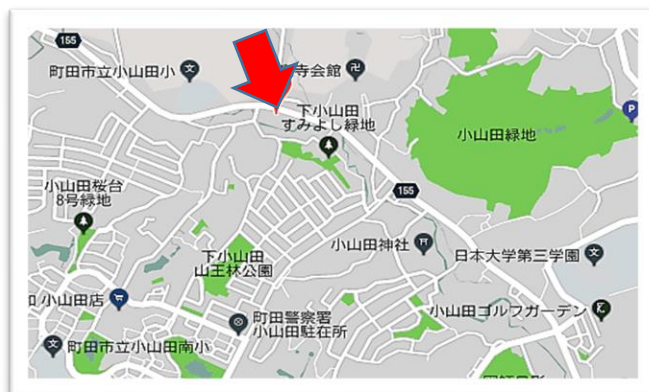 155
町田市立小山田小
寺会館
下小山田
すみよし緑地
P
小山田緑地
小山田桜台
8号緑地
155
小山田神社
日本大学第三学園
下小山田
山王林公園
小山田店
町田警察署
小山田駐在所
小山田ゴルフガーデン
町田市立小山田南小